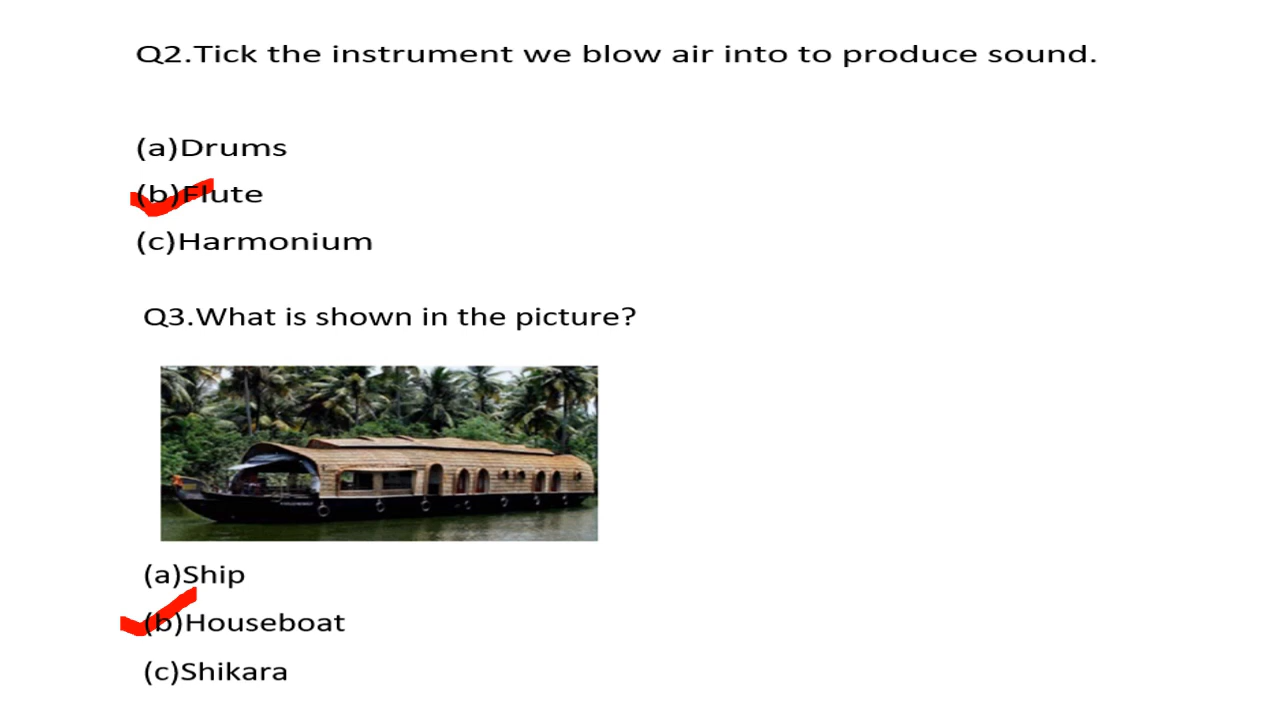 Q2.Tick the instrument we blow air into to produce sound.
(a)Drums
(b)Flute
(c)Harmonium
Q3.What is shown in the picture?
(a)Ship
(b)Houseboat
(c)Shikara